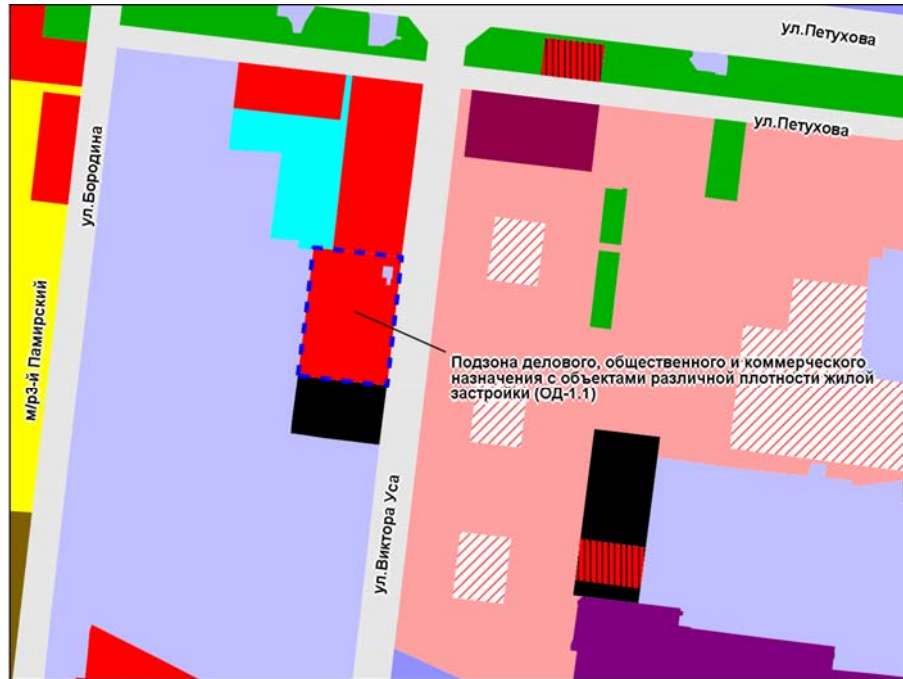 ул.Петухова
ул.Петухова
ул.Бородина
м/р3-й Памирский
Подзона делового, общественного и коммерческого
назначения с объектами различной плотности жилой
застройки (ОД-1.1)
ул.Виктора Уса